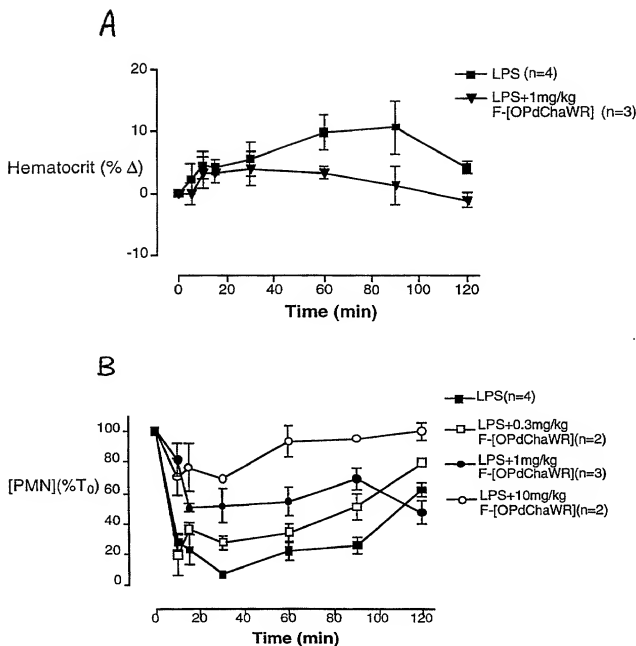 A
20
10
0
-10
Hematocrit (% Δ)
LPS (n=4)
LPS+1mg/kg
F-[OPdChaWR] (n=3)
0 20 40 60 80 100 120
Time (min)
B
100
80
60
40
20
0
[PMN](%T0)
LPS(n=4)
LPS+0.3mg/kg
F-[OPdChaWR](n=2)
LPS+1mg/kg
F-[OPdChaWR](n=3)
LPS+10mg/kg
F-[OPdChaWR](n=2)
0 20 40 60 80 100 120
Time (min)